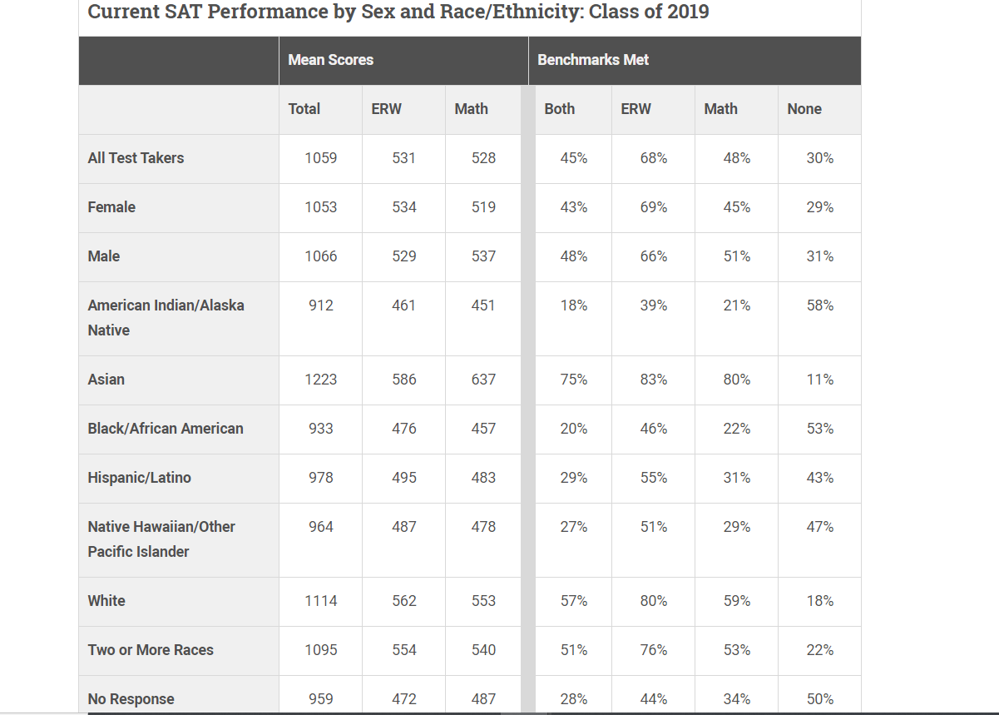 Current SAT Performance by Sex and Race/Ethnicity: Class of 2019
Mean Scores Benchmarks Met
Total ERW Math Both ERW Math None
All Test Takers 1059 531 528 45% 68% 48% 30%
Female 1053 534 519 43% 69% 45% 29%
Male 1066 529 537 48% 66% 51% 31%
American Indian/Alaska 912 461 451 18% 39% 21% 58%
Native
Asian 1223 586 637 75% 83% 80% 11%
Black/African American 933 476 457 20% 46% 22% 53%
Hispanic/Latino 978 495 483 29% 55% 31% 43%
Native Hawaiian/Other 964 487 478 27% 51% 29% 47%
Pacific Islander
White 1114 562 553 57% 80% 59% 18%
Two or More Races 1095 554 540 51% 76% 53% 22%
No Response 959 472 487 28% 44% 34% 50%